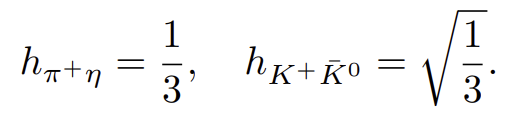 $h_{\pi^+\eta} = \frac{1}{3}, \quad h_{K^+\bar{K}^0} = \sqrt{\frac{1}{3}}.$